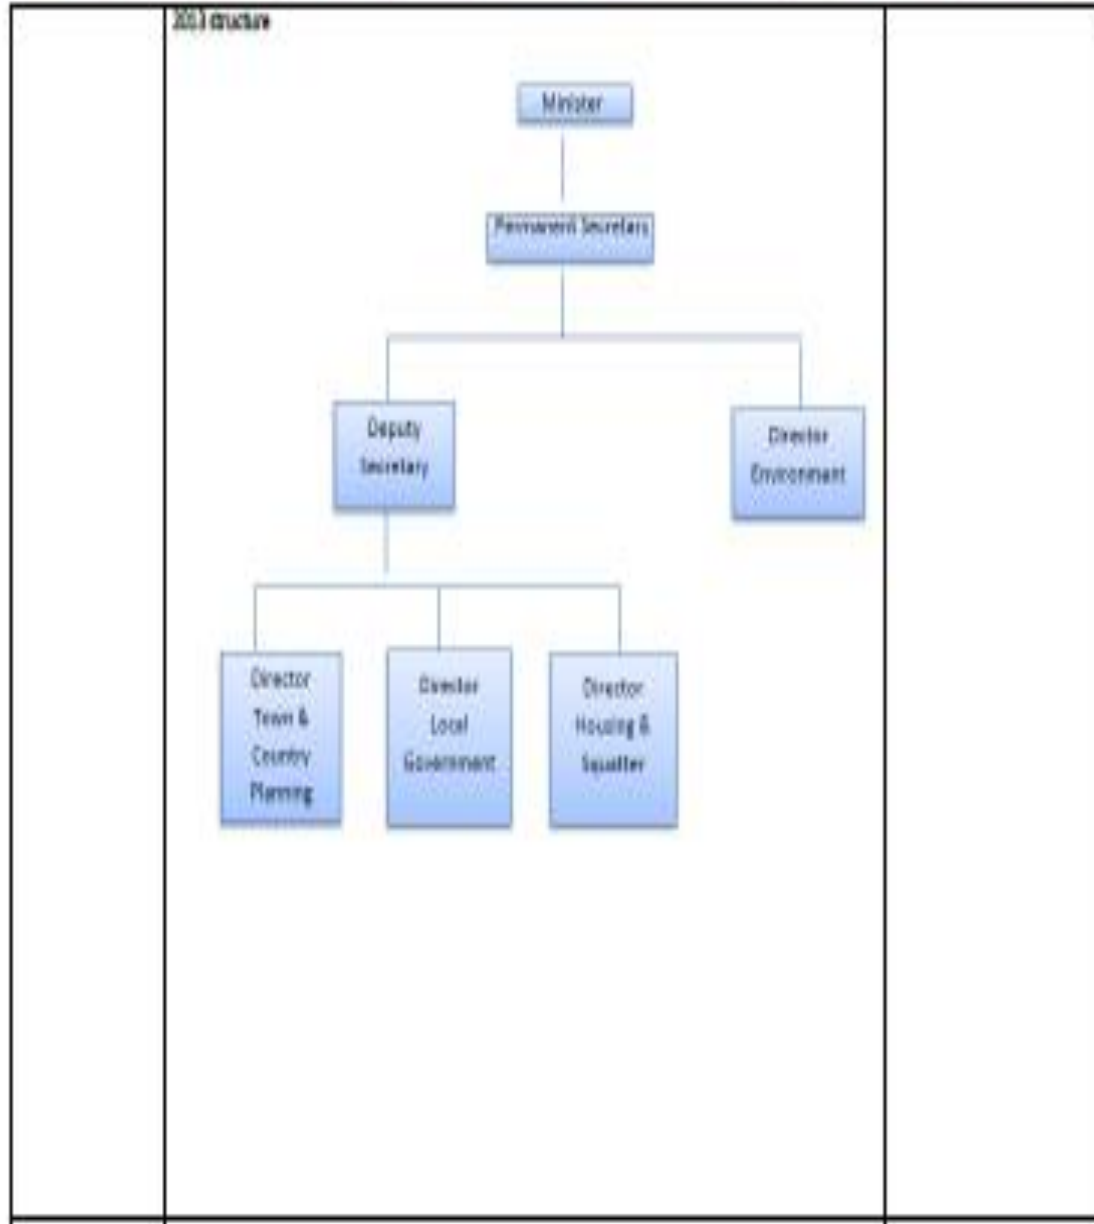 2013 structure
Minister
Permanent Secretary
Deputy
Secretary
Director
Environment
Director
Town &
Country
Planning
Director
Local
Government
Director
Housing &
Squatter